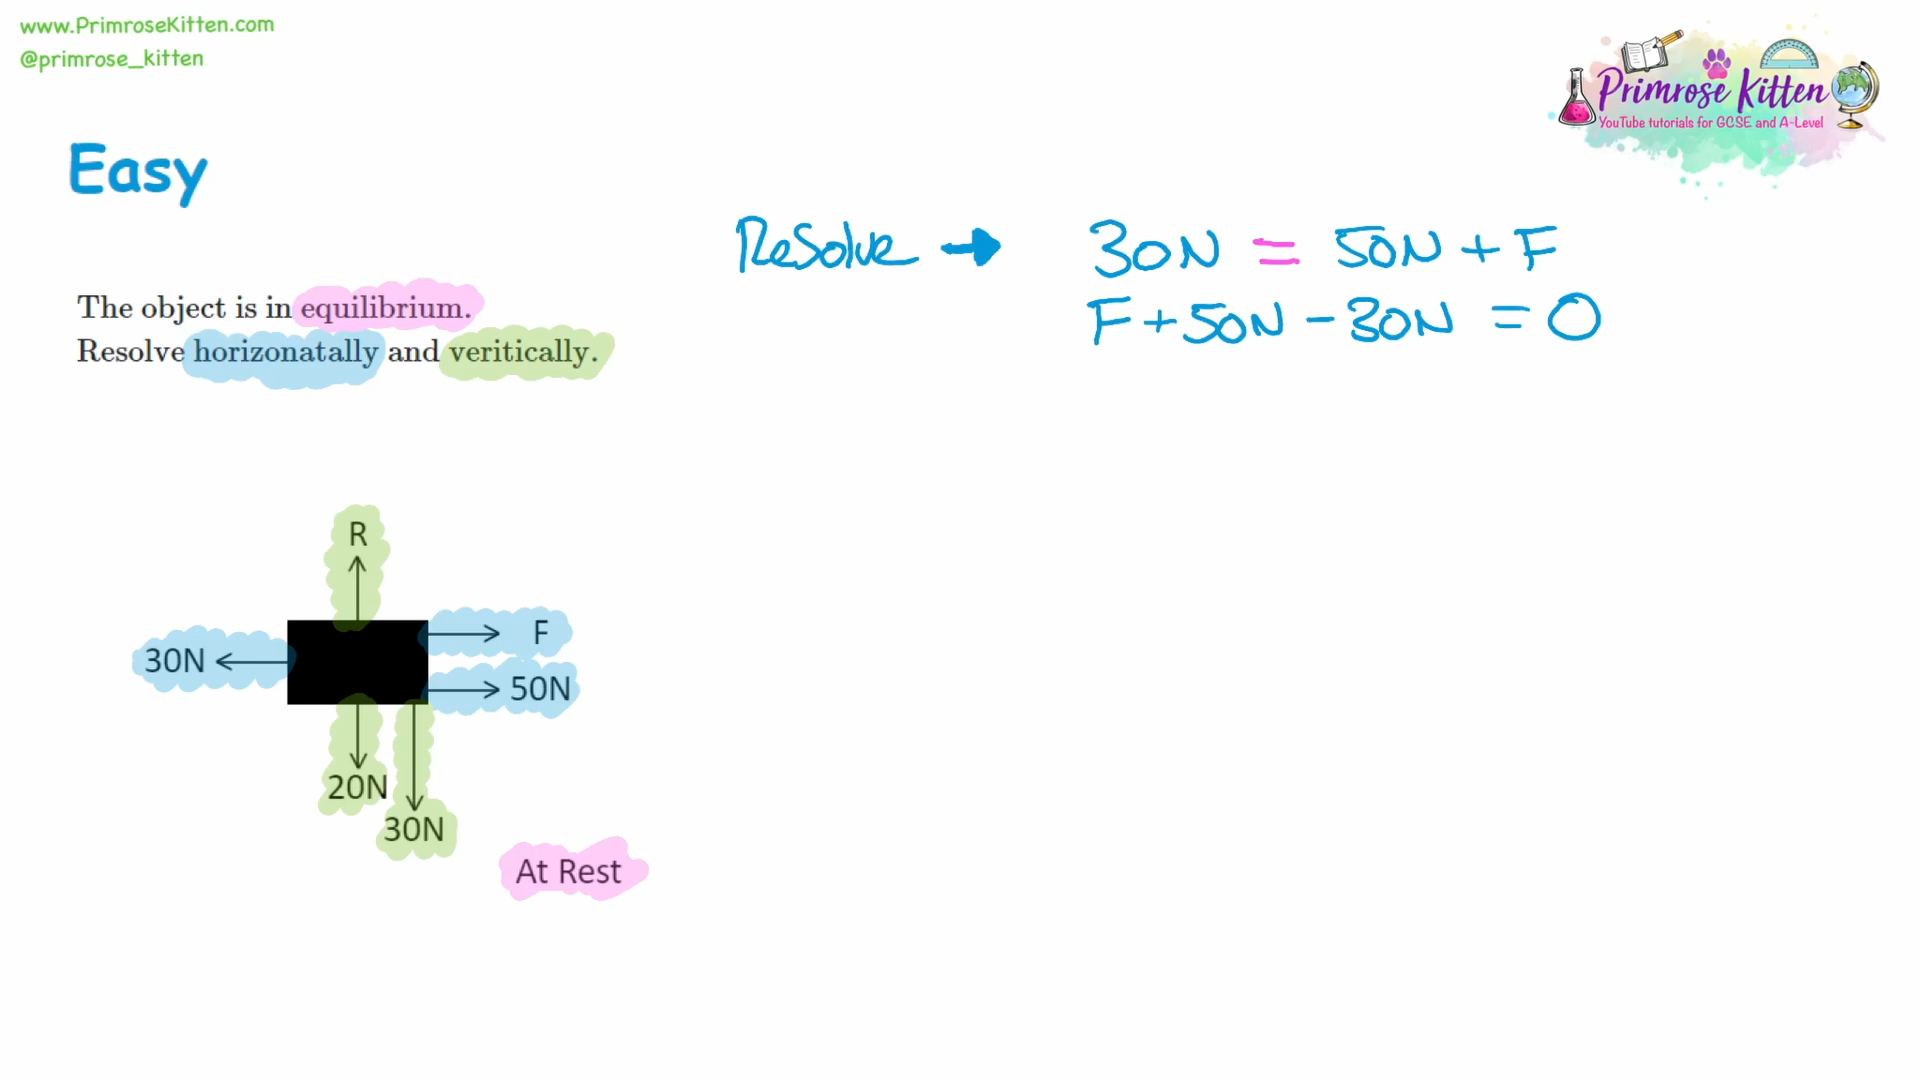 www.PrimroseKitten.com
@primrose_kitten
Primrose Kitten
YouTube tutorials for GCSE and A-Level
Easy
Resolve → 30N = 50N + F
F + 50N - 30N = 0
The object is in equilibrium.
Resolve horizonatally and veritically.
R
F
30N
50N
20N
30N
At Rest